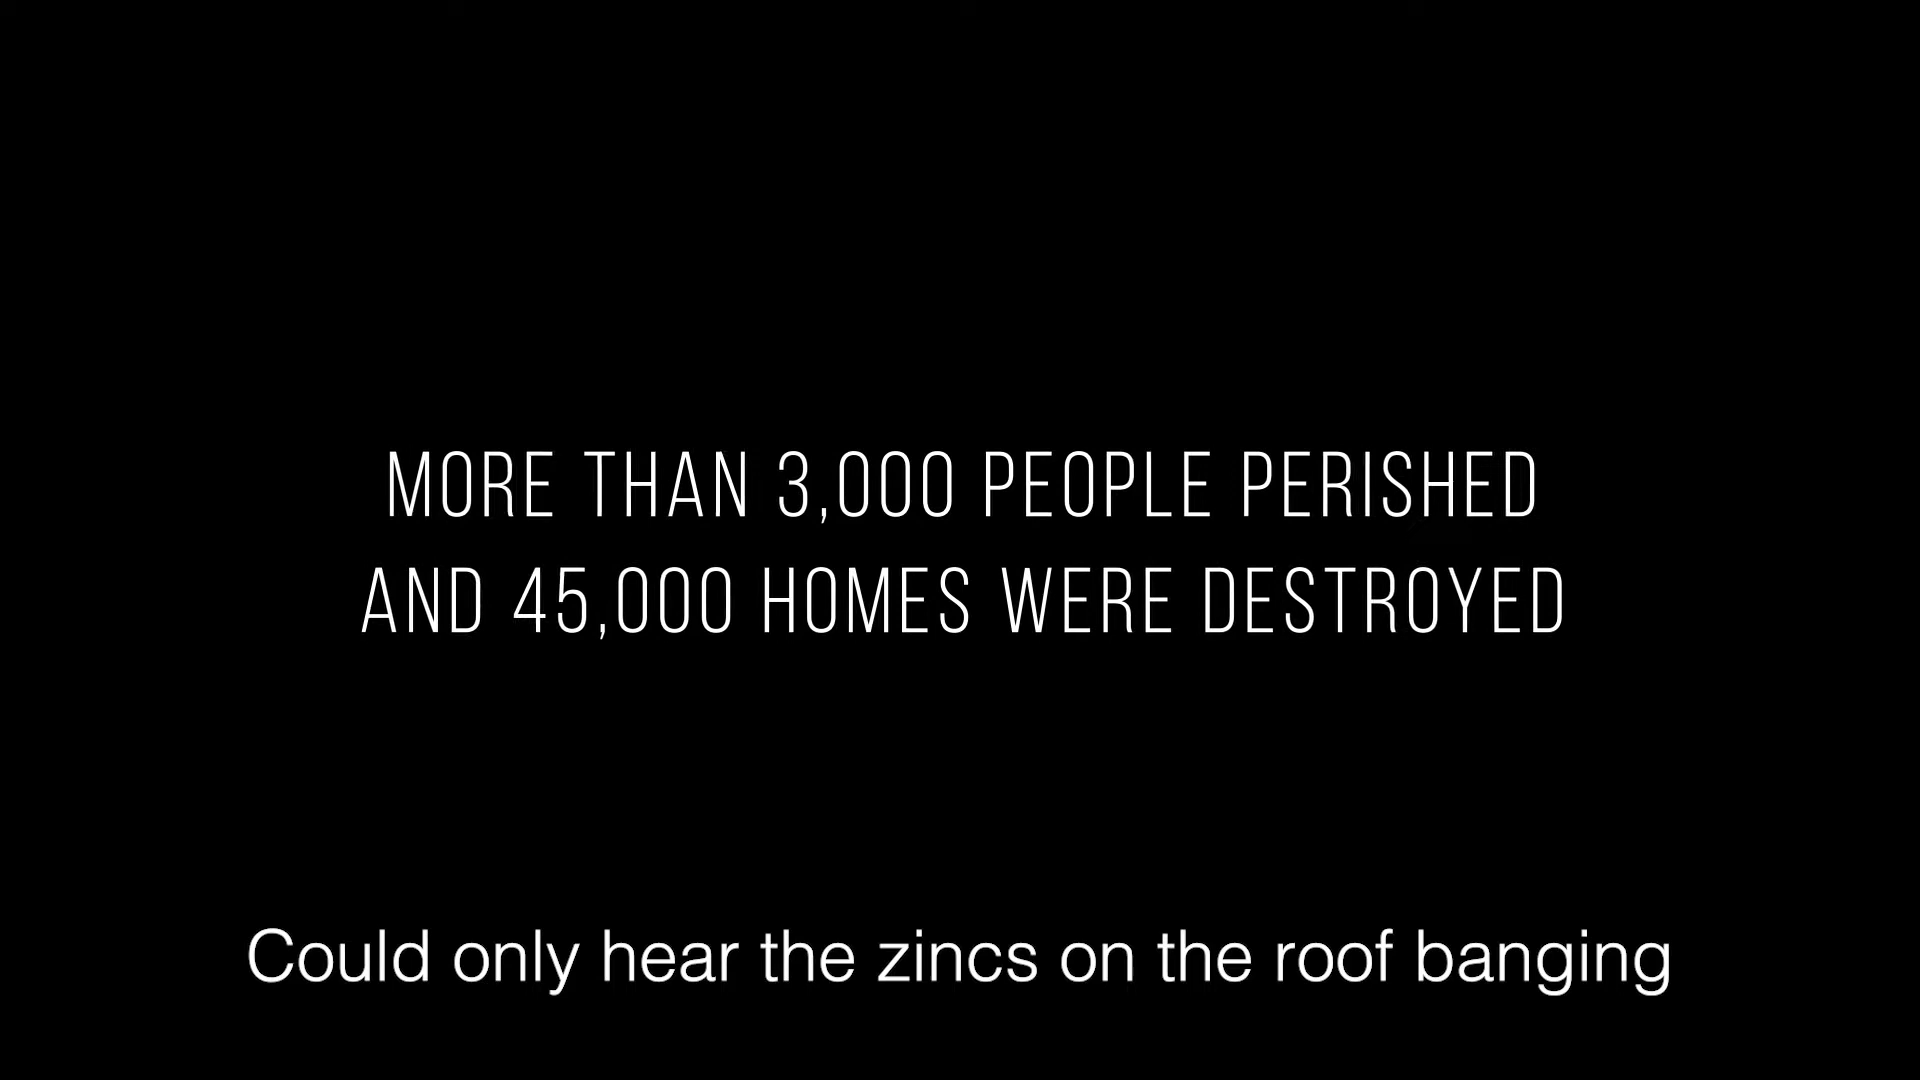 MORE THAN 3,000 PEOPLE PERISHED
AND 45,000 HOMES WERE DESTROYED
Could only hear the zincs on the roof banging